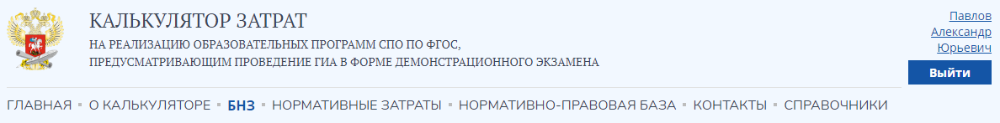 КАЛЬКУЛЯТОР ЗАТРАТ
НА РЕАЛИЗАЦИЮ ОБРАЗОВАТЕЛЬНЫХ ПРОГРАММ СПО ПО ФГОС,
ПРЕДУСМАТРИВАЮЩИМ ПРОВЕДЕНИЕ ГИА В ФОРМЕ ДЕМОНСТРАЦИОННОГО ЭКЗАМЕНА
Павлов
Александр
Юрьевич
Выйти
ГЛАВНАЯ ▪ О КАЛЬКУЛЯТОРЕ ▪ БНЗ ▪ НОРМАТИВНЫЕ ЗАТРАТЫ ▪ НОРМАТИВНО-ПРАВОВАЯ БАЗА ▪ КОНТАКТЫ ▪ СПРАВОЧНИКИ